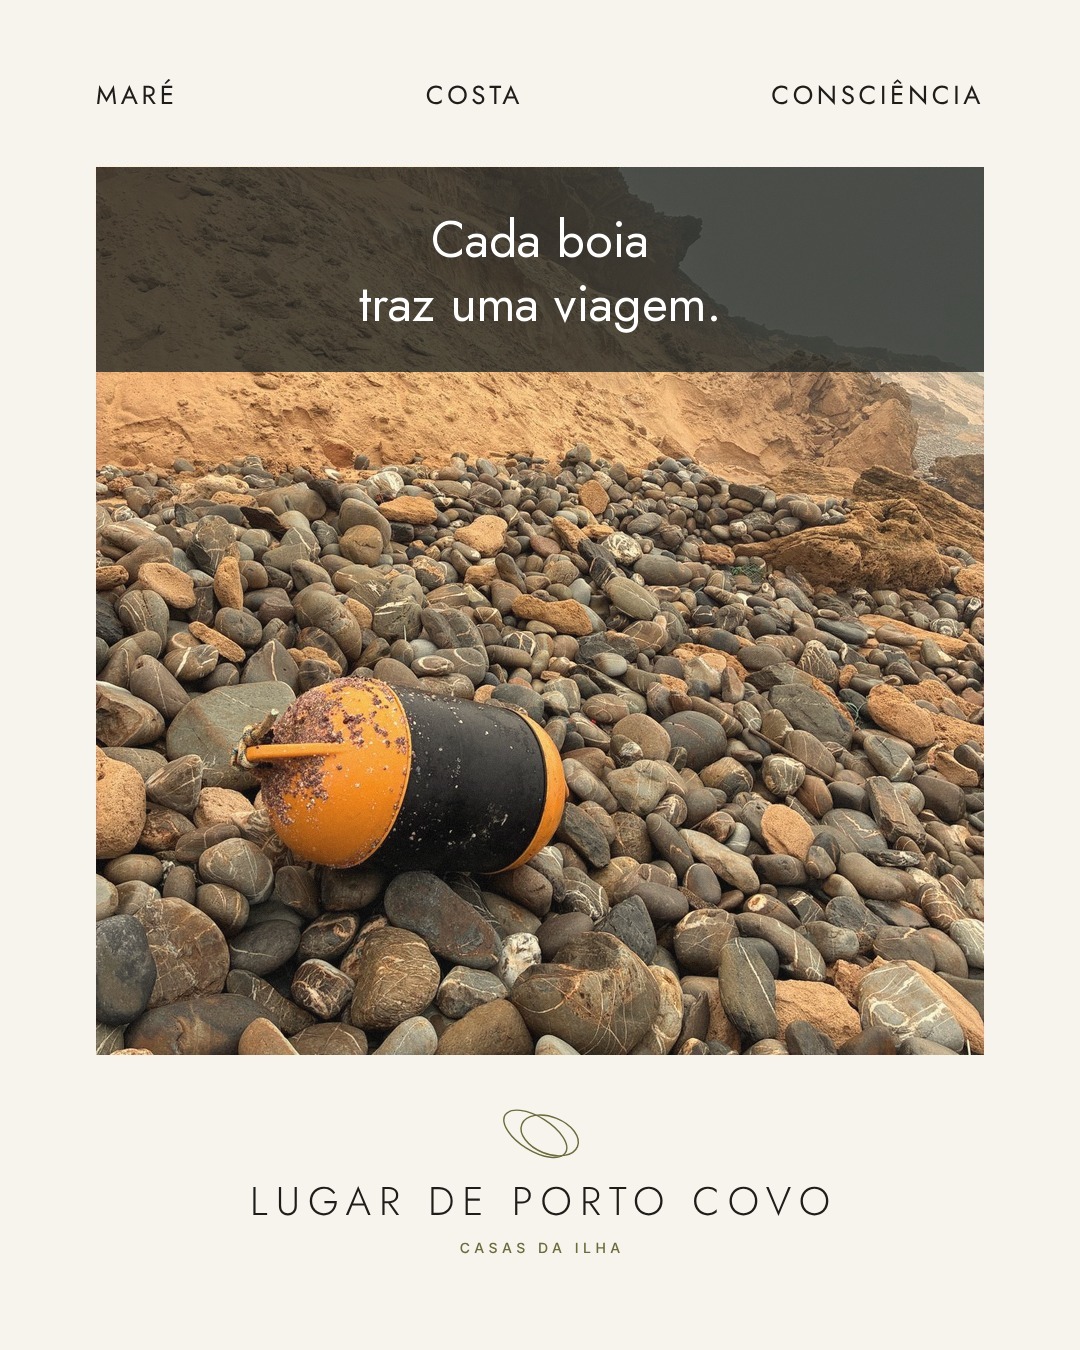 MARÉ COSTA CONSCIÊNCIA
Cada boia
traz uma viagem.
LUGAR DE PORTO COVO
CASAS DA ILHA